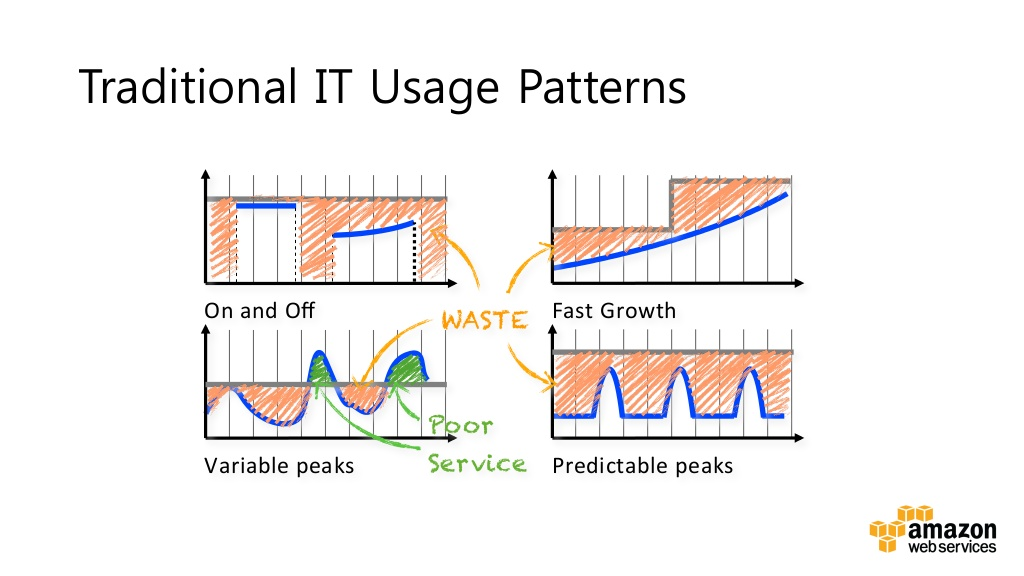 Traditional IT Usage Patterns
On and Off
WASTE
Fast Growth
Poor
Service
Variable peaks
Predictable peaks
amazon
web services